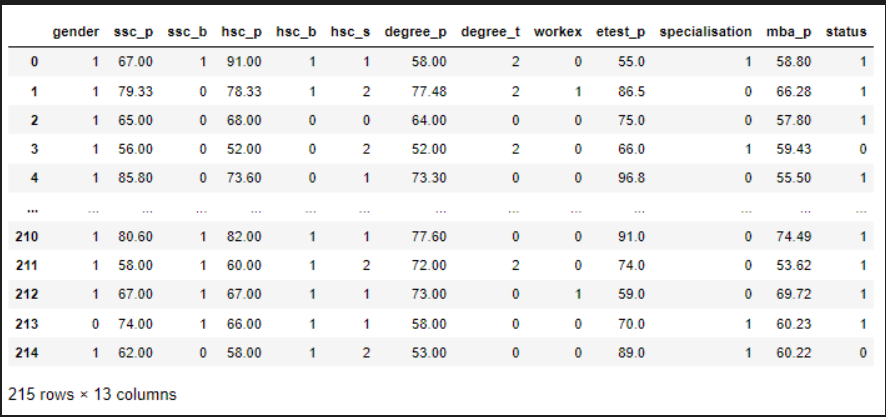 gender ssc_p ssc_b hsc_p hsc_b hsc_s degree_p degree_t workex etest_p specialisation mba_p status
0 1 67.00 1 91.00 1 1 58.00 2 0 55.0 1 58.80 1
1 1 79.33 0 78.33 1 2 77.48 2 1 86.5 0 66.28 1
2 1 65.00 0 68.00 0 0 64.00 0 0 75.0 0 57.80 1
3 1 56.00 0 52.00 0 2 52.00 2 0 66.0 1 59.43 0
4 1 85.80 0 73.60 0 1 73.30 0 0 96.8 0 55.50 1
... ... ... ... ... ... ... ... ... ... ... ... ... ...
210 1 80.60 1 82.00 1 1 77.60 0 0 91.0 0 74.49 1
211 1 58.00 1 60.00 1 2 72.00 2 0 74.0 0 53.62 1
212 1 67.00 1 67.00 1 1 73.00 0 1 59.0 0 69.72 1
213 0 74.00 1 66.00 1 1 58.00 0 0 70.0 1 60.23 1
214 1 62.00 0 58.00 1 2 53.00 0 0 89.0 1 60.22 0
215 rows × 13 columns